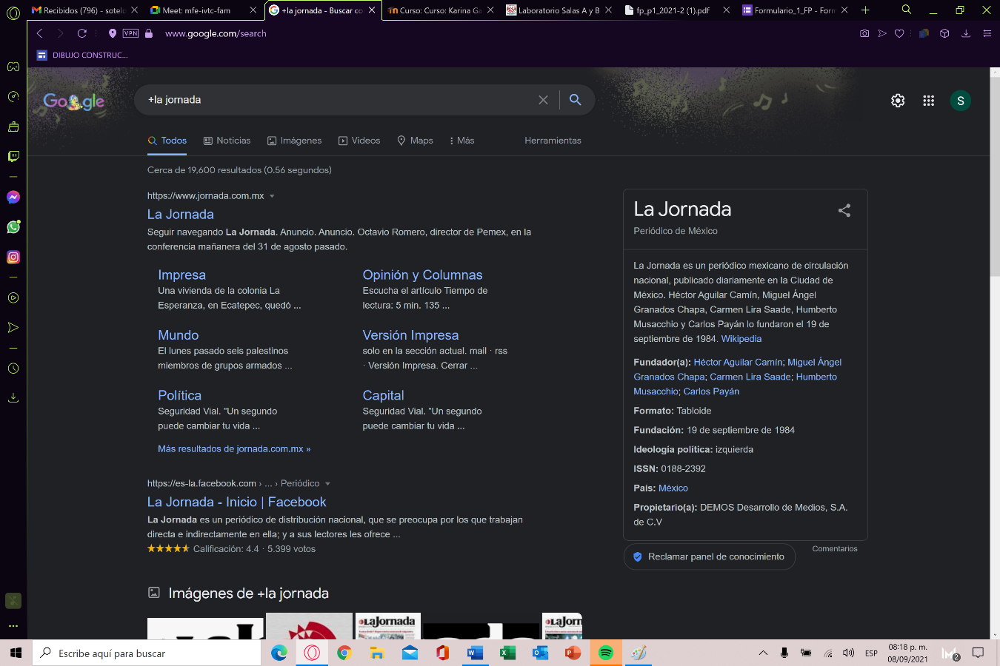 Recibidos (796) - sotelo
Meet: mfe-ivtc-fam
+la jornada - Buscar co
Curso: Curso: Karina Ga
Laboratorio Salas A y B
fp_p1_2021-2 (1).pdf
Formulario_1_FP - Form
VPN
www.google.com/search
DIBUJO CONSTRUC...
Google
+la jornada
S
Todos
Noticias
Imágenes
Videos
Maps
Más
Herramientas
Cerca de 19,600 resultados (0.56 segundos)
https://www.jornada.com.mx
La Jornada
Seguir navegando La Jornada. Anuncio. Anuncio. Octavio Romero, director de Pemex, en la
conferencia mañanera del 31 de agosto pasado.
Impresa
Una vivienda de la colonia La
Esperanza, en Ecatepec, quedó ...
Opinión y Columnas
Escucha el artículo Tiempo de
lectura: 5 min. 135 ...
Mundo
El lunes pasado seis palestinos
miembros de grupos armados ...
Versión Impresa
solo en la sección actual. mail · rss
· Versión Impresa. Cerrar ...
Política
Seguridad Vial. “Un segundo
puede cambiar tu vida ...
Capital
Seguridad Vial. “Un segundo
puede cambiar tu vida ...
Más resultados de jornada.com.mx »
https://es-la.facebook.com › ... › Periódico
La Jornada - Inicio | Facebook
La Jornada es un periódico de distribución nacional, que se preocupa por los que trabajan
directa e indirectamente en ella; y a sus lectores les ofrece ...
Calificación: 4.4 · 5.399 votos
Imágenes de +la jornada
LaJornada
La Jornada
Periódico de México
La Jornada es un periódico mexicano de circulación
nacional, publicado diariamente en la Ciudad de
México. Héctor Aguilar Camín, Miguel Ángel
Granados Chapa, Carmen Lira Saade, Humberto
Musacchio y Carlos Payán lo fundaron el 19 de
septiembre de 1984. Wikipedia
Fundador(a): Héctor Aguilar Camín; Miguel Ángel
Granados Chapa; Carmen Lira Saade; Humberto
Musacchio; Carlos Payán
Formato: Tabloide
Fundación: 19 de septiembre de 1984
Ideología política: izquierda
ISSN: 0188-2392
País: México
Propietario(a): DEMOS Desarrollo de Medios, S.A.
de C.V
Reclamar panel de conocimiento
Comentarios
Escribe aquí para buscar
ESP
08:18 p. m.
08/09/2021
2